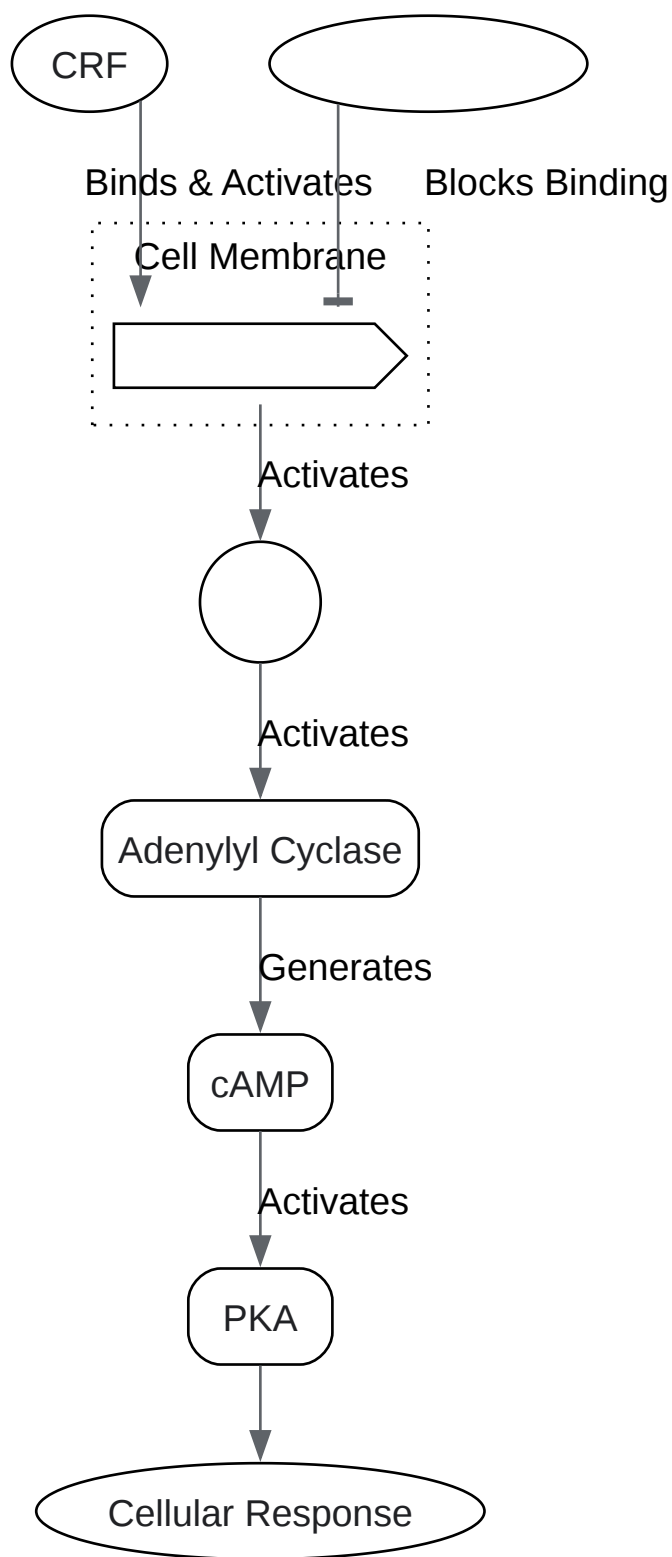 CRF
Binds & Activates
Blocks Binding
Cell Membrane
Activates
Activates
Adenylyl Cyclase
Generates
cAMP
Activates
PKA
Cellular Response